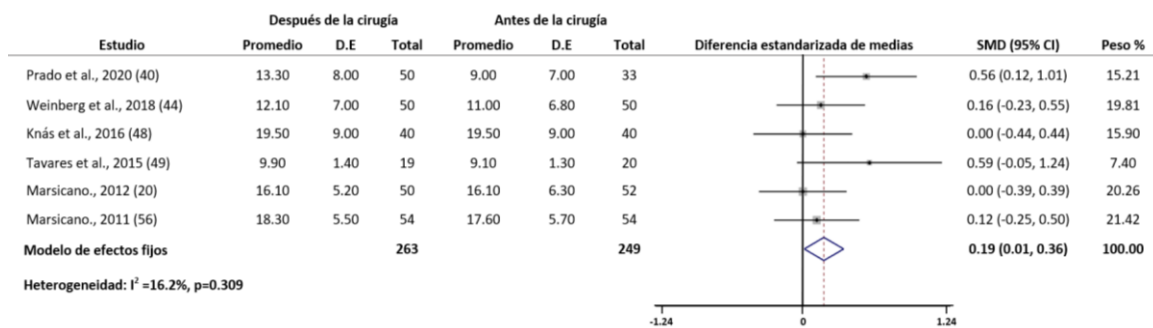 Después de la cirugía Antes de la cirugía
Estudio Promedio D.E Total Promedio D.E Total Diferencia estandarizada de medias SMD (95% CI) Peso %
Prado et al., 2020 (40) 13.30 8.00 50 9.00 7.00 33 0.56 (0.12, 1.01) 15.21
Weinberg et al., 2018 (44) 12.10 7.00 50 11.00 6.80 50 0.16 (-0.23, 0.55) 19.81
Knás et al., 2016 (48) 19.50 9.00 40 19.50 9.00 40 0.00 (-0.44, 0.44) 15.90
Tavares et al., 2015 (49) 9.90 1.40 19 9.10 1.30 20 0.59 (-0.05, 1.24) 7.40
Marsicano., 2012 (20) 16.10 5.20 50 16.10 6.30 52 0.00 (-0.39, 0.39) 20.26
Marsicano., 2011 (56) 18.30 5.50 54 17.60 5.70 54 0.12 (-0.25, 0.50) 21.42
Modelo de efectos fijos 263 249 0.19 (0.01, 0.36) 100.00
Heterogeneidad: I² =16.2%, p=0.309
-1.24 0 1.24